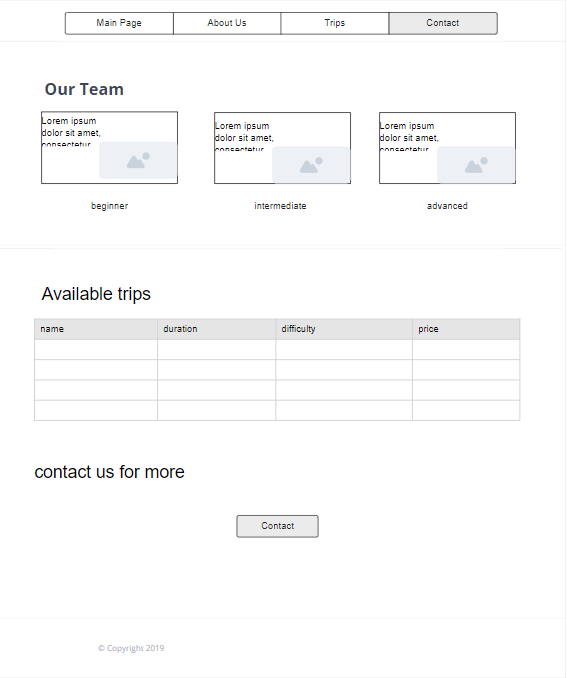 Main Page About Us Trips Contact
Our Team
Lorem ipsum
dolor sit amet,
consectetur
Lorem ipsum
dolor sit amet,
consectetur
Lorem ipsum
dolor sit amet,
consectetur
beginner intermediate advanced
Available trips
name duration difficulty price
contact us for more
Contact
© Copyright 2019